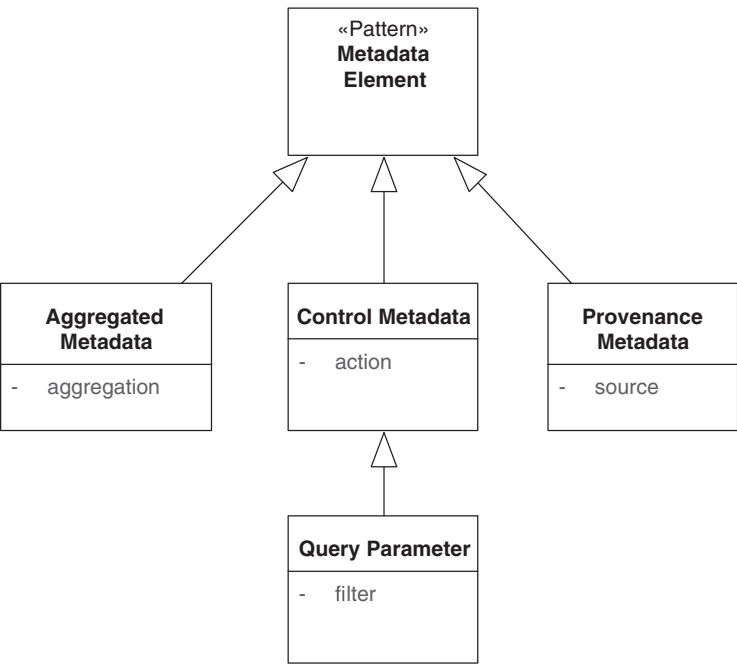 «Pattern»
Metadata
Element
Aggregated
Metadata
- aggregation
Control Metadata
- action
Provenance
Metadata
- source
Query Parameter
- filter